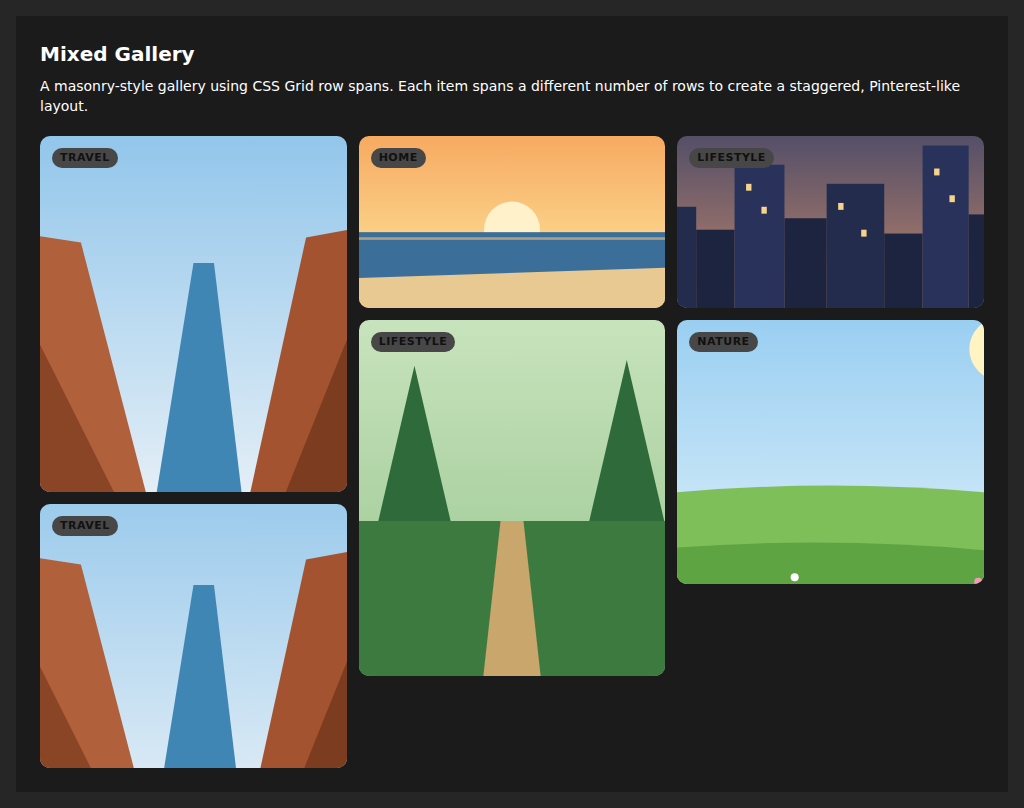 Mixed Gallery
A masonry-style gallery using CSS Grid row spans. Each item spans a different number of rows to create a staggered, Pinterest-like
layout.
TRAVEL
HOME
LIFESTYLE
LIFESTYLE
NATURE
TRAVEL